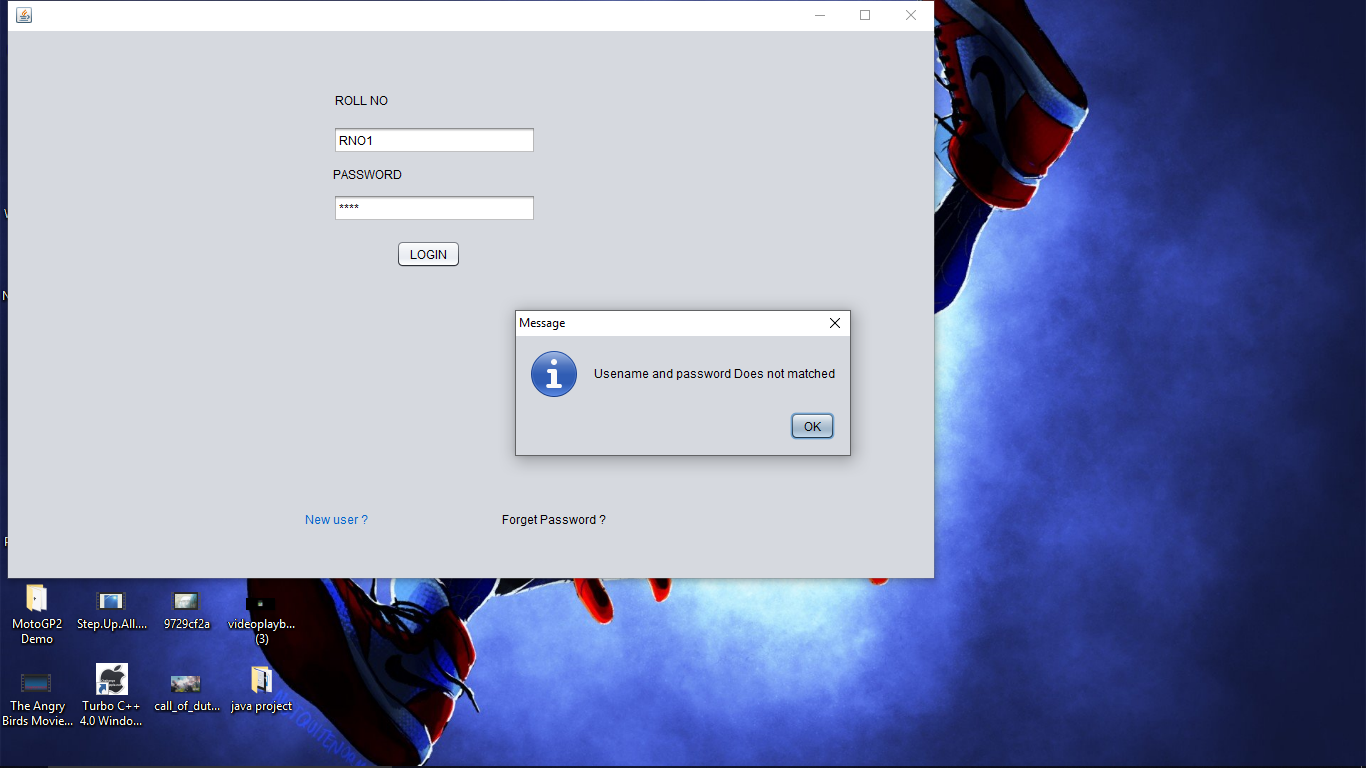 ROLL NO
RNO1
PASSWORD
****
LOGIN
Message
Usename and password Does not matched
OK
New user ?
Forget Password ?
MotoGP2
Demo
Step.Up.All....
9729cf2a
videoplayb...
(3)
The Angry
Birds Movie...
Turbo C++
4.0 Windo...
call_of_dut...
java project